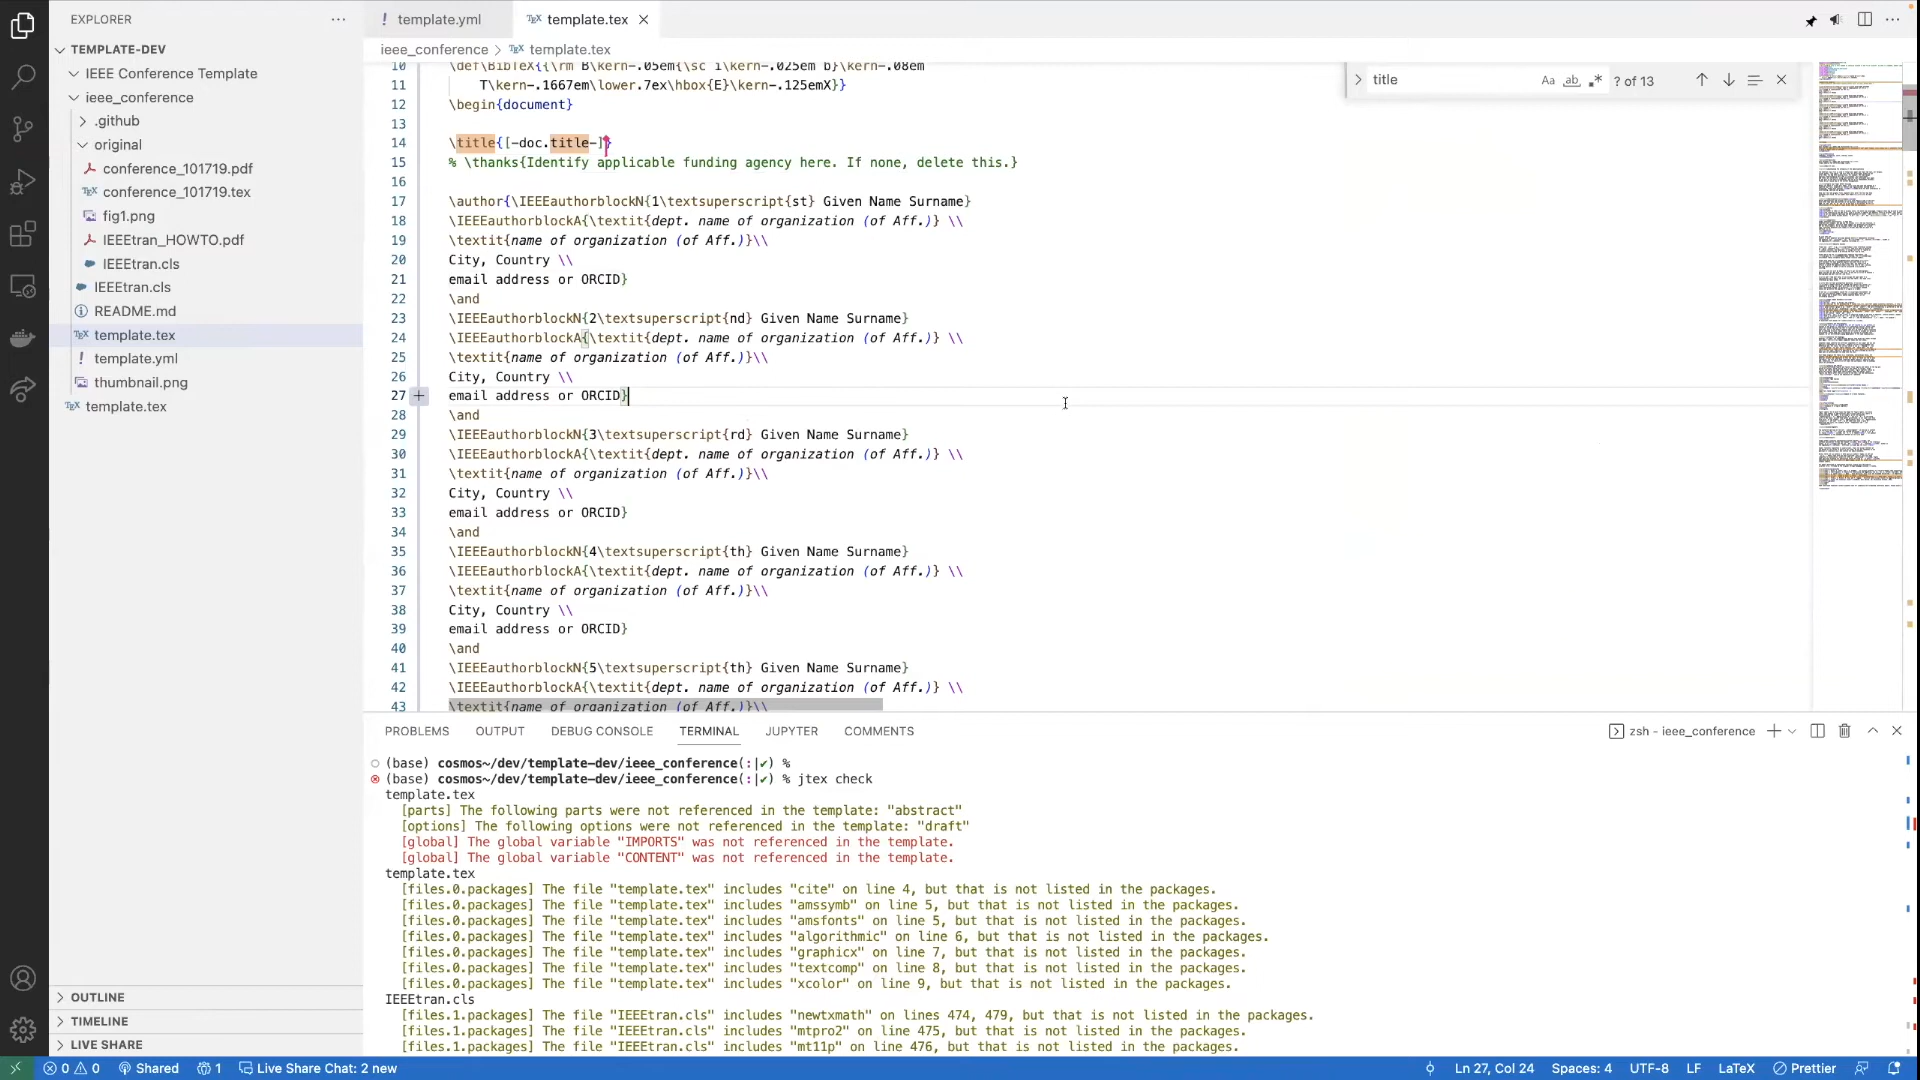 EXPLORER
TEMPLATE-DEV
IEEE Conference Template
ieee_conference
.github
original
conference_101719.pdf
conference_101719.tex
fig1.png
IEEEtran_HOWTO.pdf
IEEEtran.cls
IEEEtran.cls
README.md
template.tex
template.yml
thumbnail.png
template.tex
OUTLINE
TIMELINE
LIVE SHARE
template.yml
template.tex
ieee_conference > template.tex
title
? of 13
10 \def\BibTeX{{\rm B\kern-.05em{\sc i\kern-.025em b}\kern-.08em
11 T\kern-.1667em\lower.7ex\hbox{E}\kern-.125emX}}
12 \begin{document}
13
14 \title{[-doc.title-]}
15 % \thanks{Identify applicable funding agency here. If none, delete this.}
16
17 \author{\IEEEauthorblockN{1\textsuperscript{st} Given Name Surname}
18 \IEEEauthorblockA{\textit{dept. name of organization (of Aff.)} \\
19 \textit{name of organization (of Aff.)}\\
20 City, Country \\
21 email address or ORCID}
22 \and
23 \IEEEauthorblockN{2\textsuperscript{nd} Given Name Surname}
24 \IEEEauthorblockA{\textit{dept. name of organization (of Aff.)} \\
25 \textit{name of organization (of Aff.)}\\
26 City, Country \\
27 email address or ORCID}
28 \and
29 \IEEEauthorblockN{3\textsuperscript{rd} Given Name Surname}
30 \IEEEauthorblockA{\textit{dept. name of organization (of Aff.)} \\
31 \textit{name of organization (of Aff.)}\\
32 City, Country \\
33 email address or ORCID}
34 \and
35 \IEEEauthorblockN{4\textsuperscript{th} Given Name Surname}
36 \IEEEauthorblockA{\textit{dept. name of organization (of Aff.)} \\
37 \textit{name of organization (of Aff.)}\\
38 City, Country \\
39 email address or ORCID}
40 \and
41 \IEEEauthorblockN{5\textsuperscript{th} Given Name Surname}
42 \IEEEauthorblockA{\textit{dept. name of organization (of Aff.)} \\
43 \textit{name of organization (of Aff.)}\\
PROBLEMS OUTPUT DEBUG CONSOLE TERMINAL JUPYTER COMMENTS
zsh - ieee_conference
(base) cosmos~/dev/template-dev/ieee_conference(:|✔) %
(base) cosmos~/dev/template-dev/ieee_conference(:|✔) % jtex check
template.tex
[parts] The following parts were not referenced in the template: "abstract"
[options] The following options were not referenced in the template: "draft"
[global] The global variable "IMPORTS" was not referenced in the template.
[global] The global variable "CONTENT" was not referenced in the template.
template.tex
[files.0.packages] The file "template.tex" includes "cite" on line 4, but that is not listed in the packages.
[files.0.packages] The file "template.tex" includes "amssymb" on line 5, but that is not listed in the packages.
[files.0.packages] The file "template.tex" includes "amsfonts" on line 5, but that is not listed in the packages.
[files.0.packages] The file "template.tex" includes "algorithmic" on line 6, but that is not listed in the packages.
[files.0.packages] The file "template.tex" includes "graphicx" on line 7, but that is not listed in the packages.
[files.0.packages] The file "template.tex" includes "textcomp" on line 8, but that is not listed in the packages.
[files.0.packages] The file "template.tex" includes "xcolor" on line 9, but that is not listed in the packages.
IEEEtran.cls
[files.1.packages] The file "IEEEtran.cls" includes "newtxmath" on lines 474, 479, but that is not listed in the packages.
[files.1.packages] The file "IEEEtran.cls" includes "mtpro2" on line 475, but that is not listed in the packages.
[files.1.packages] The file "IEEEtran.cls" includes "mt11p" on line 476, but that is not listed in the packages.
0 0 Shared 1 Live Share Chat: 2 new
Ln 27, Col 24 Spaces: 4 UTF-8 LF LaTeX Prettier